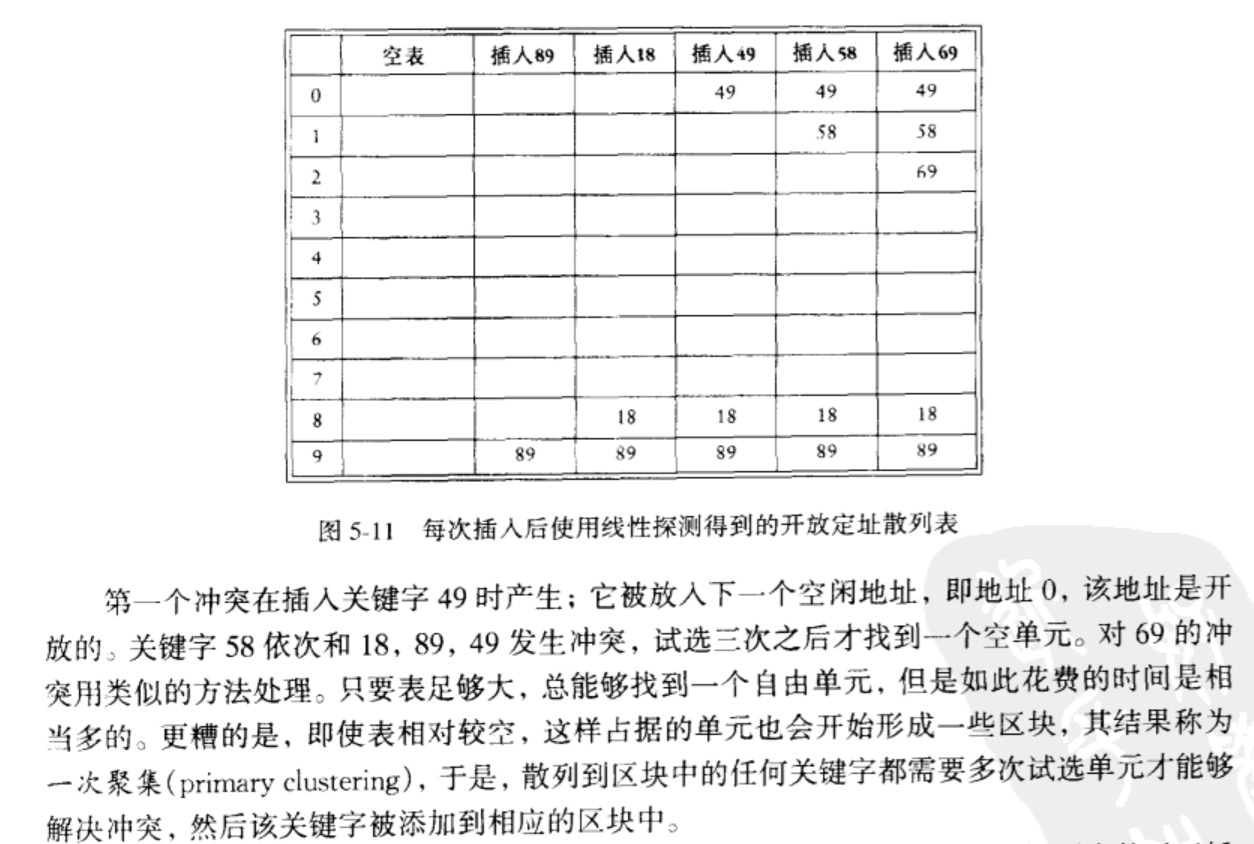 空表 插入89 插入18 插入49 插入58 插入69
0 49 49 49
1 58 58
2 69
3
4
5
6
7
8 18 18 18 18
9 89 89 89 89 89
图 5-11 每次插入后使用线性探测得到的开放定址散列表
第一个冲突在插入关键字 49 时产生；它被放入下一个空闲地址，即地址 0，该地址是开
放的。关键字 58 依次和 18，89，49 发生冲突，试选三次之后才找到一个空单元。对 69 的冲
突用类似的方法处理。只要表足够大，总能够找到一个自由单元，但是如此花费的时间是相
当多的。更糟的是，即使表相对较空，这样占据的单元也会开始形成一些区块，其结果称为
一次聚集(primary clustering)，于是，散列到区块中的任何关键字都需要多次试选单元才能够
解决冲突，然后该关键字被添加到相应的区块中。